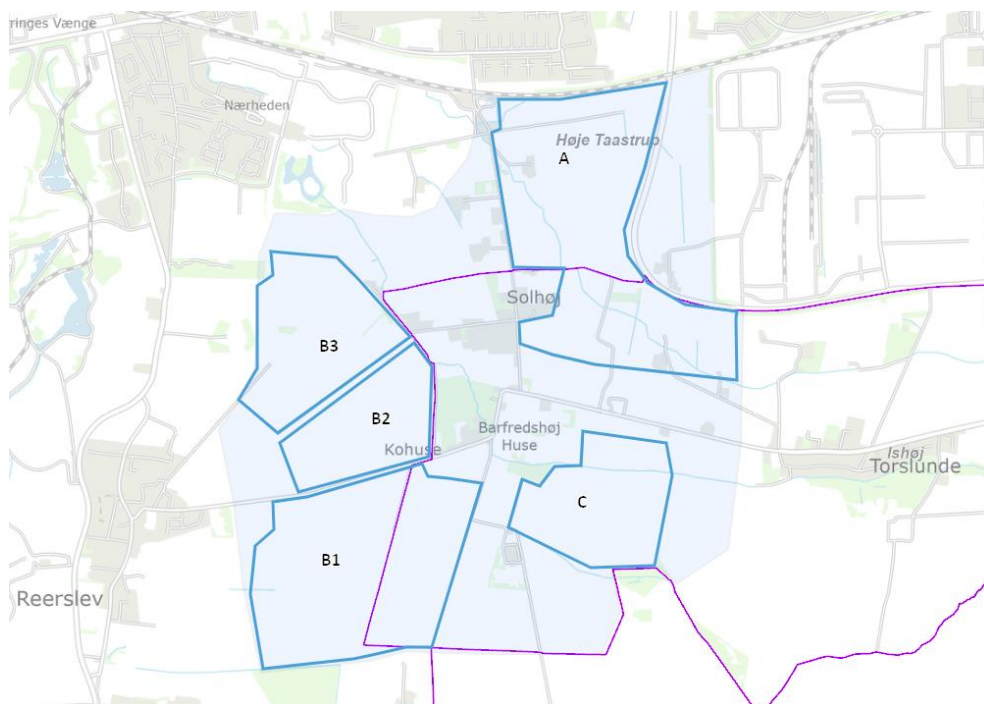 ringes Vænge
Nærheden
Høje Taastrup
A
Solhøj
B3
B2
Kohuse
Barfredshøj
Huse
Ishøj
Torslunde
C
B1
Reerslev